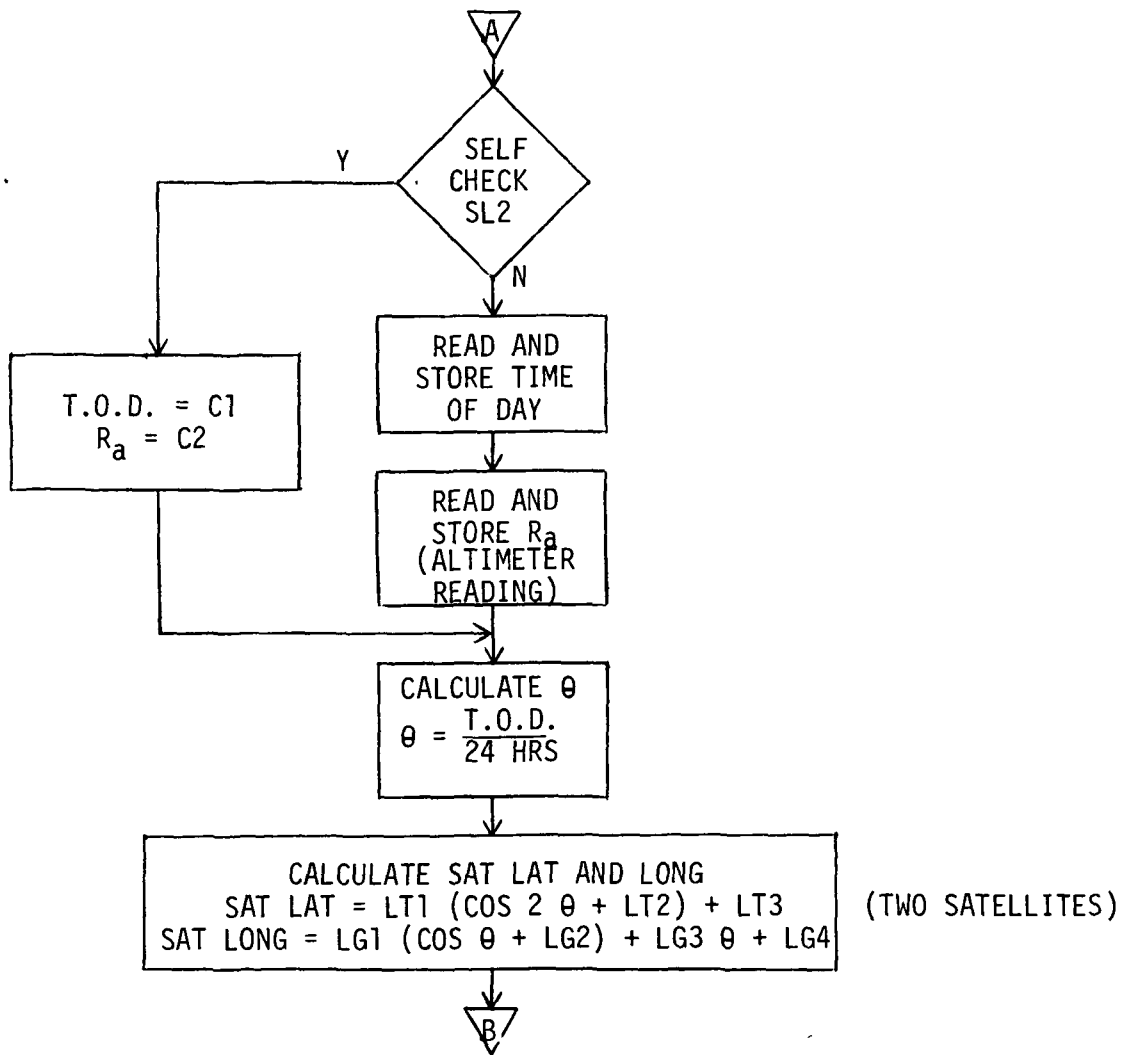 A
SELF
CHECK
SL2
Y
N
READ AND
STORE TIME
OF DAY
T.O.D. = C1
Ra = C2
READ AND
STORE Ra
(ALTIMETER
READING)
CALCULATE θ
θ = T.O.D.
24 HRS
CALCULATE SAT LAT AND LONG
SAT LAT = LT1 (COS 2 θ + LT2) + LT3
(TWO SATELLITES)
SAT LONG = LG1 (COS θ + LG2) + LG3 θ + LG4
B